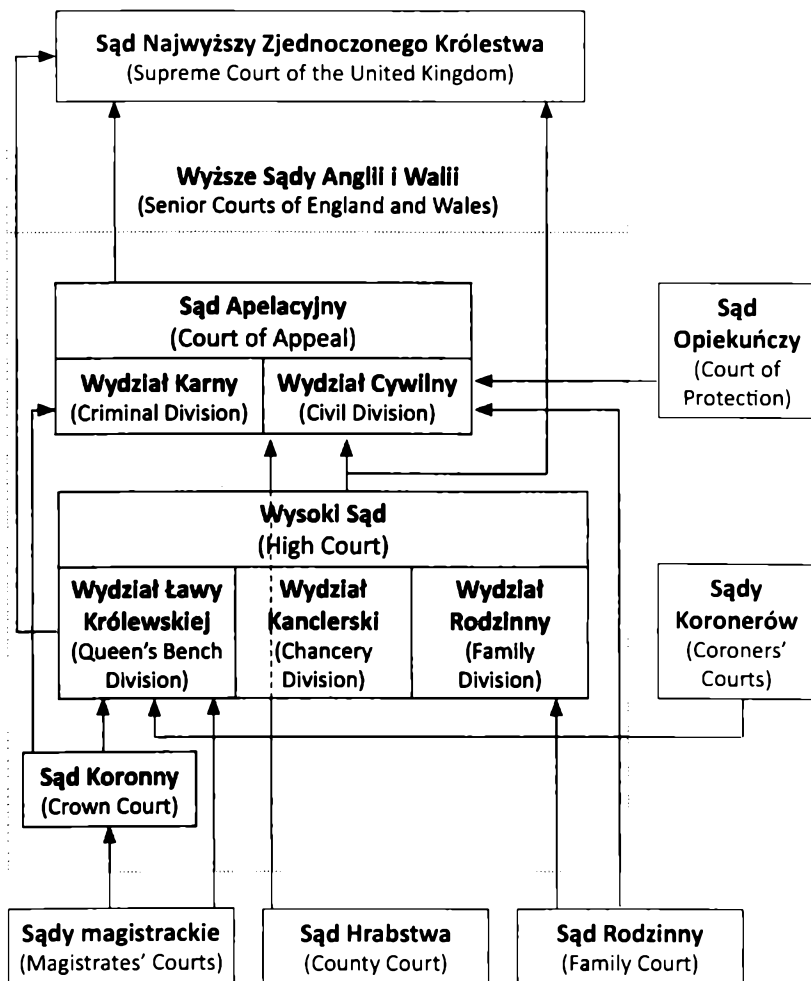 Sąd Najwyższy Zjednoczonego Królestwa
(Supreme Court of the United Kingdom)
Wyższe Sądy Anglii i Walii
(Senior Courts of England and Wales)
Sąd Apelacyjny
(Court of Appeal)
Wydział Karny
(Criminal Division)
Wydział Cywilny
(Civil Division)
Sąd
Opiekuńczy
(Court of
Protection)
Wysoki Sąd
(High Court)
Wydział Ławy
Królewskiej
(Queen's Bench
Division)
Wydział
Kanclerski
(Chancery
Division)
Wydział
Rodzinny
(Family
Division)
Sądy
Koronerów
(Coroners'
Courts)
Sąd Koronny
(Crown Court)
Sądy magistrackie
(Magistrates' Courts)
Sąd Hrabstwa
(County Court)
Sąd Rodzinny
(Family Court)